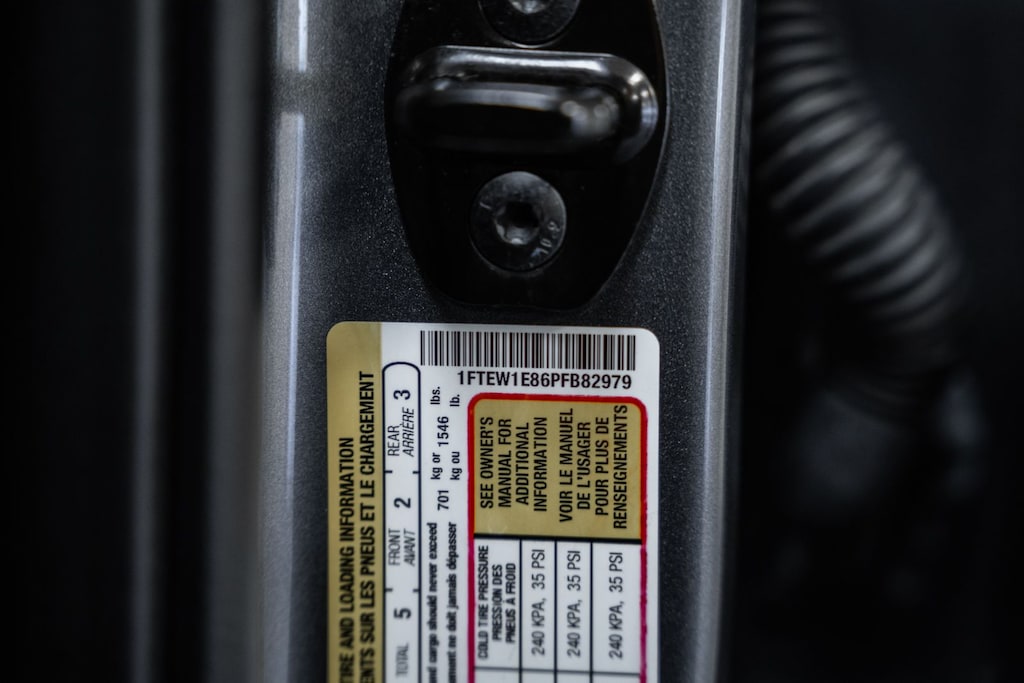 1FTEW1E86PFB82979
TIRE AND LOADING INFORMATION
ENTS SUR LES PNEUS ET LE CHARGEMENT
TOTAL 5 FRONT 2 REAR 3
AVANT ARRIÈRE
and cargo should never exceed 701 kg or 1546 lbs.
ement ne doit jamais dépasser kg ou lb.
COLD TIRE PRESSURE
PRESSION DES
PNEUS À FROID
240 KPA, 35 PSI
240 KPA, 35 PSI
240 KPA, 35 PSI
SEE OWNER'S
MANUAL FOR
ADDITIONAL
INFORMATION
VOIR LE MANUEL
DE L'USAGER
POUR PLUS DE
RENSEIGNEMENTS